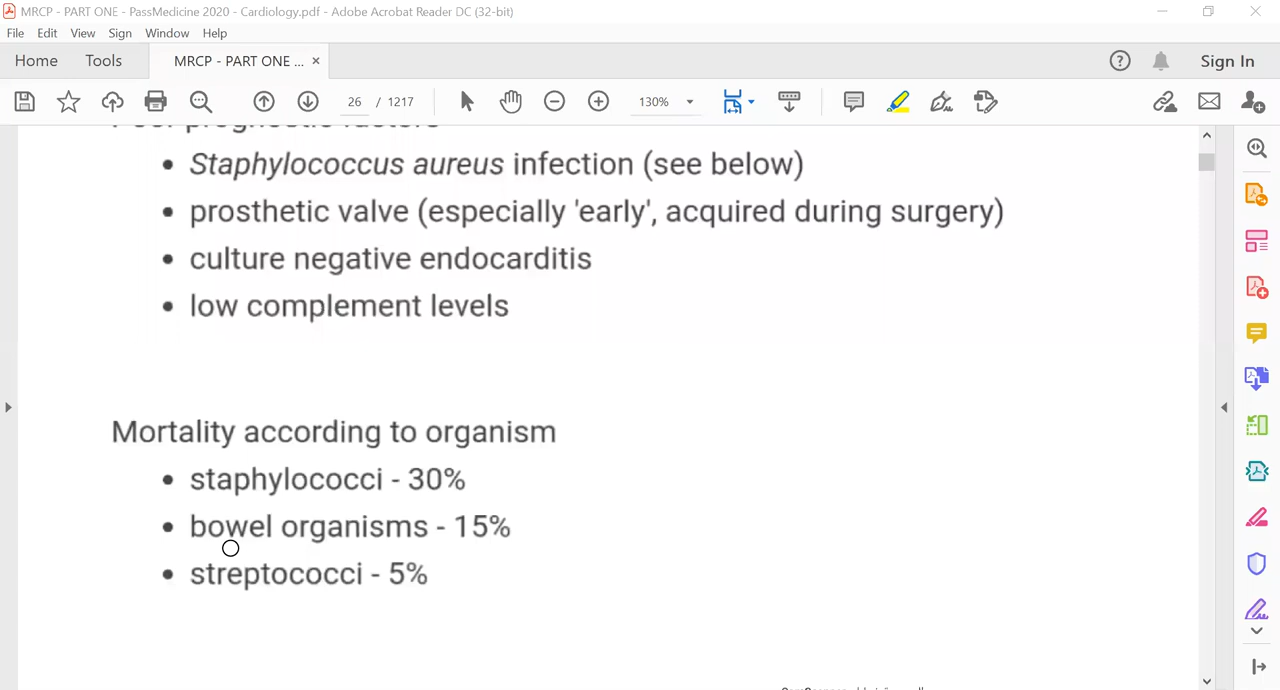 MRCP - PART ONE - PassMedicine 2020 - Cardiology.pdf - Adobe Acrobat Reader DC (32-bit)
File Edit View Sign Window Help
Home Tools MRCP - PART ONE ... × Sign In
26 / 1217 130%
prognostic factors
• Staphylococcus aureus infection (see below)
• prosthetic valve (especially 'early', acquired during surgery)
• culture negative endocarditis
• low complement levels
Mortality according to organism
• staphylococci - 30%
• bowel organisms - 15%
• streptococci - 5%